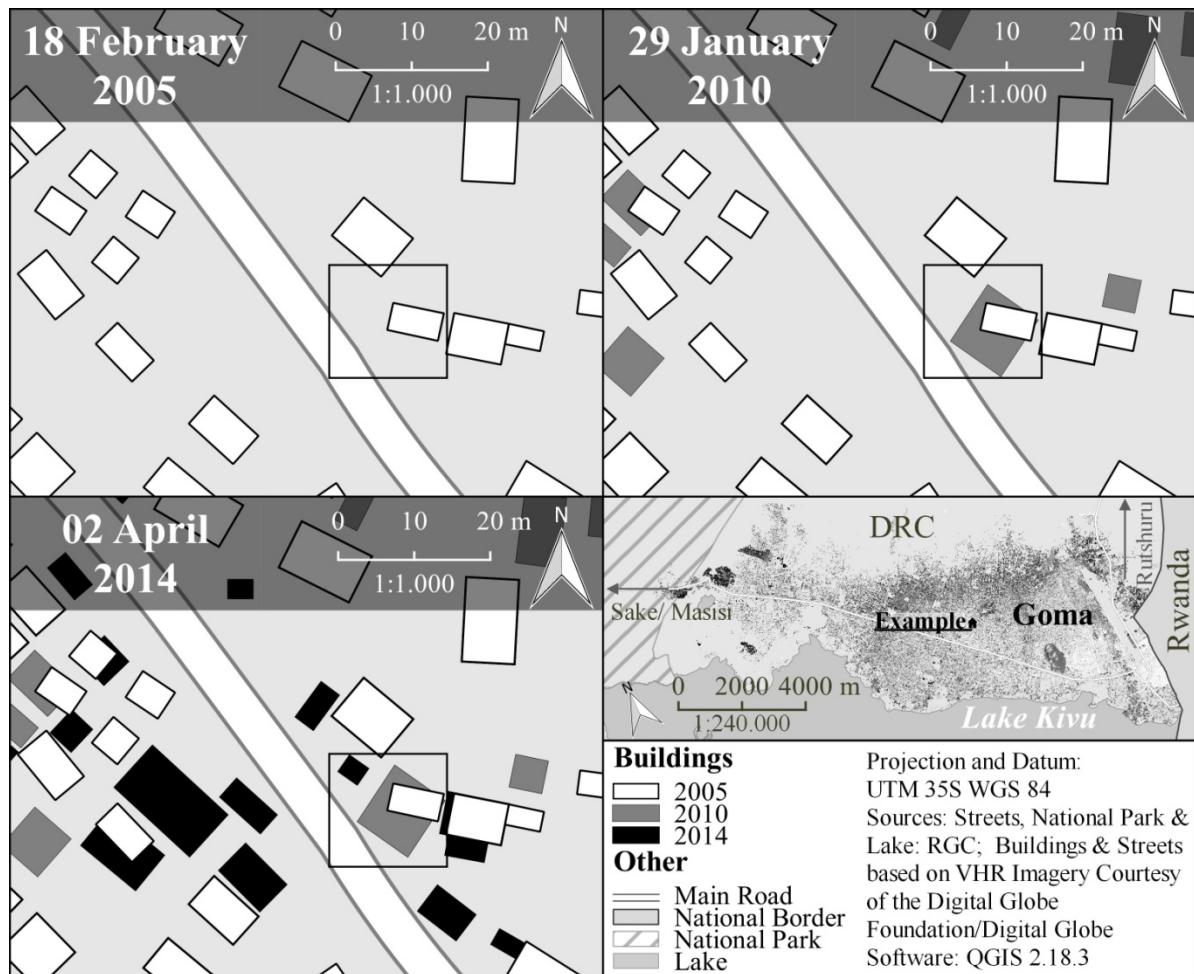 18 February
2005
0 10 20 m
1:1.000
N
29 January
2010
0 10 20 m
1:1.000
N
02 April
2014
0 10 20 m
1:1.000
N
DRC
Rutshuru
Rwanda
Sake/ Masisi
Example
Goma
N
0 2000 4000 m
1:240.000
Lake Kivu
Buildings
2005
2010
2014
Other
Main Road
National Border
National Park
Lake
Projection and Datum:
UTM 35S WGS 84
Sources: Streets, National Park &
Lake: RGC; Buildings & Streets
based on VHR Imagery Courtesy
of the Digital Globe
Foundation/Digital Globe
Software: QGIS 2.18.3